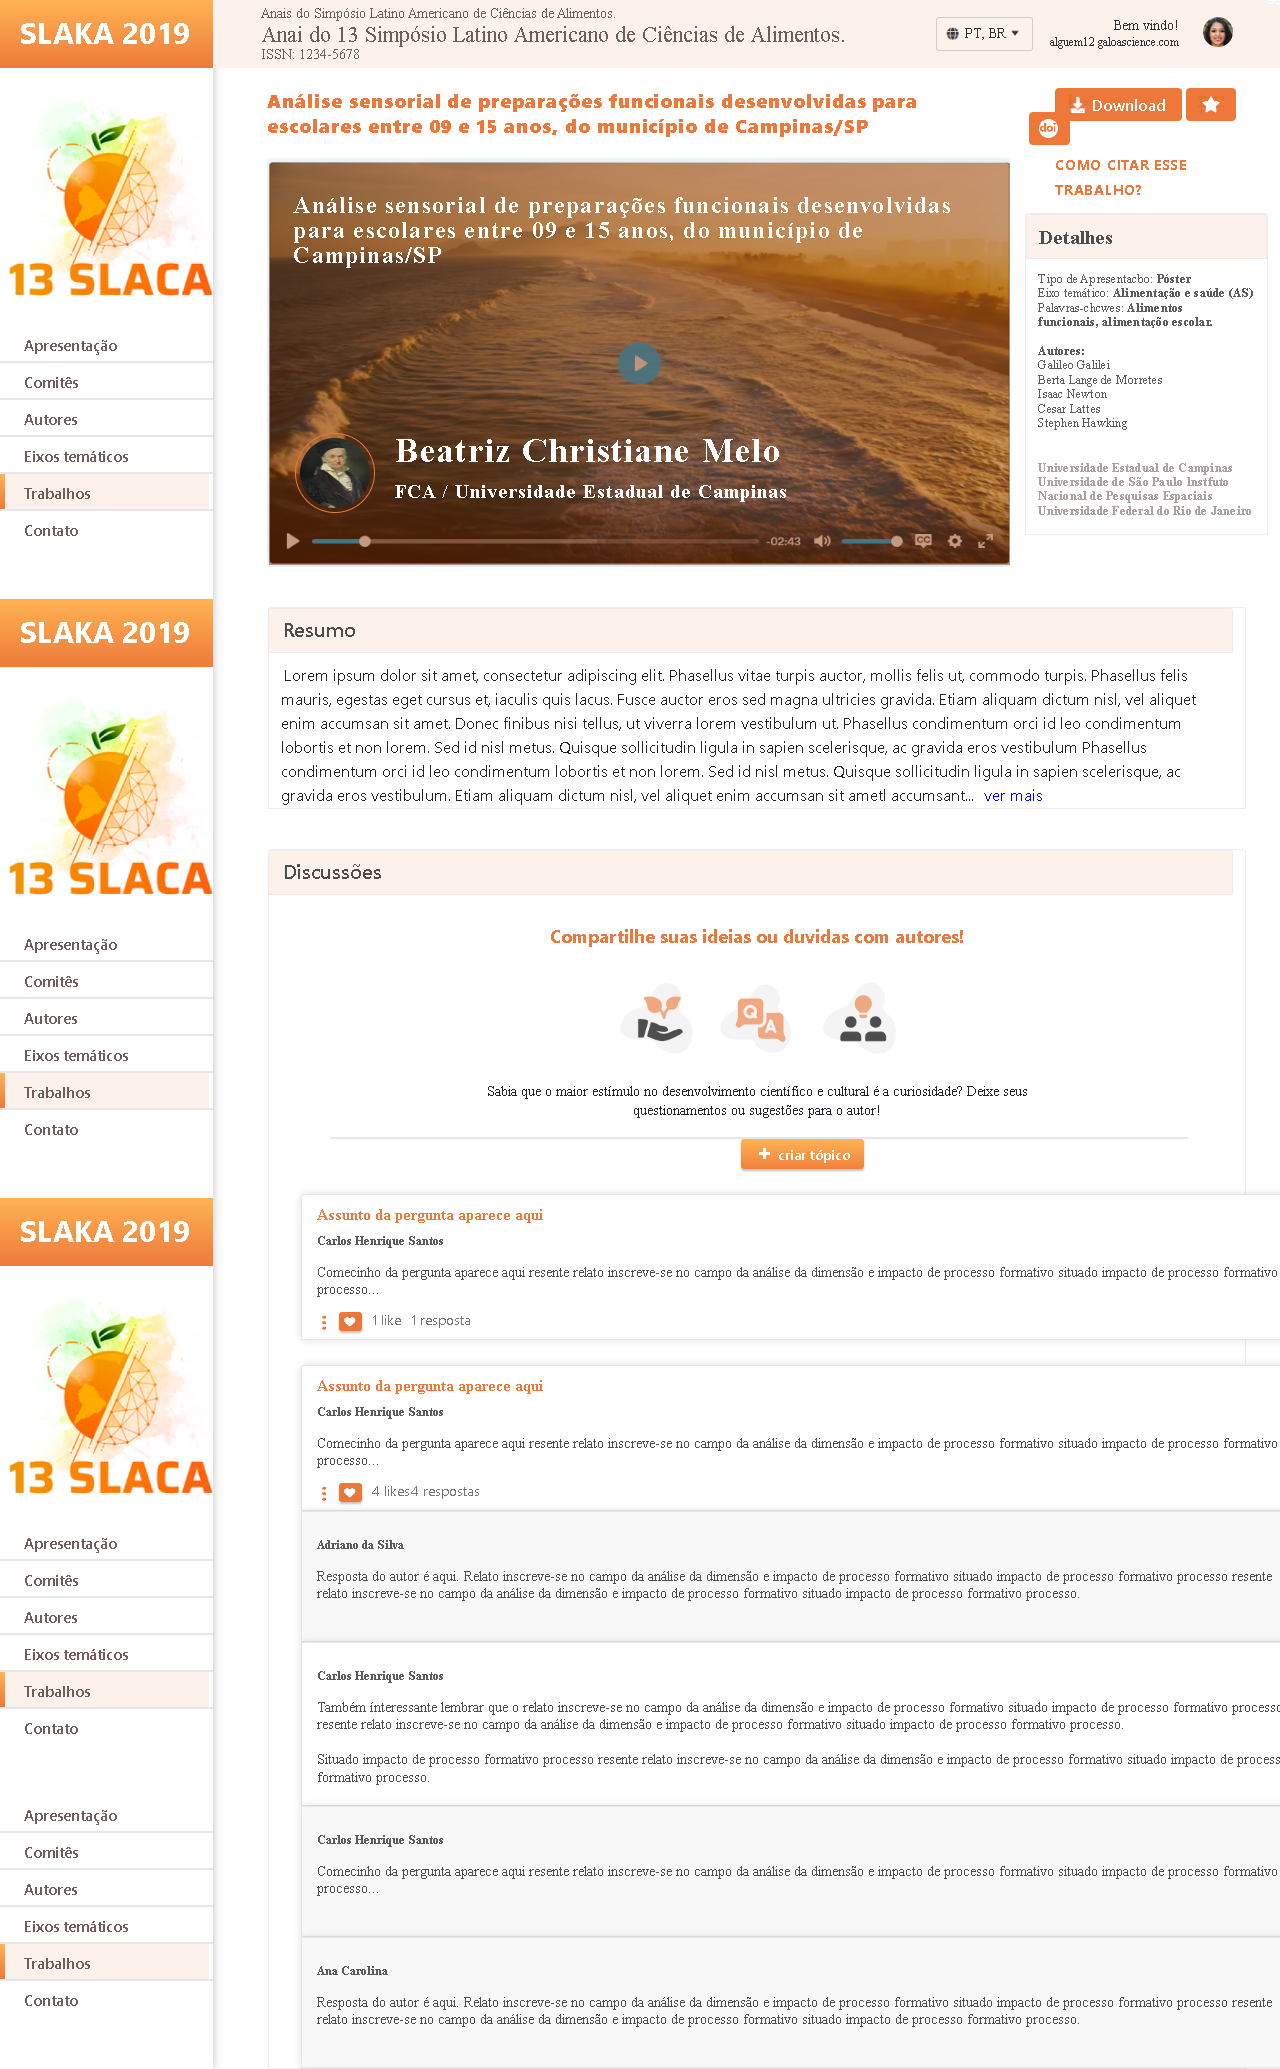 SLAKA 2019
Anais do Simpósio Latino Americano de Ciências de Alimentos.
Anai do 13 Simpósio Latino Americano de Ciências de Alimentos.
ISSN: 1234-5678
PT, BR
Bem vindo!
alguem12 galoascience.com
13 SLACA
Apresentação
Comitês
Autores
Eixos temáticos
Trabalhos
Contato
Análise sensorial de preparações funcionais desenvolvidas para
escolares entre 09 e 15 anos, do município de Campinas/SP
Download
doi
COMO CITAR ESSE
TRABALHO?
Análise sensorial de preparações funcionais desenvolvidas
para escolares entre 09 e 15 anos, do município de
Campinas/SP
Beatriz Christiane Melo
FCA / Universidade Estadual de Campinas
-02:43
CC
Detalhes
Tipo de Apresentacbo: Póster
Eixo temático: Alimentação e saúde (AS)
Palavras-chcwes: Alimentos
funcionais, alimentação escolar.
Autores:
Galileo Galilei
Berta Lange de Morretes
Isaac Newton
Cesar Lattes
Stephen Hawking
Universidade Estadual de Campinas
Universidade de São Paulo Instfuto
Nacional de Pesquisas Espaciais
Universidade Federal do Rio de Janeiro
SLAKA 2019
13 SLACA
Apresentação
Comitês
Autores
Eixos temáticos
Trabalhos
Contato
Resumo
Lorem ipsum dolor sit amet, consectetur adipiscing elit. Phasellus vitae turpis auctor, mollis felis ut, commodo turpis. Phasellus felis
mauris, egestas eget cursus et, iaculis quis lacus. Fusce auctor eros sed magna ultricies gravida. Etiam aliquam dictum nisl, vel aliquet
enim accumsan sit amet. Donec finibus nisi tellus, ut viverra lorem vestibulum ut. Phasellus condimentum orci id leo condimentum
lobortis et non lorem. Sed id nisl metus. Quisque sollicitudin ligula in sapien scelerisque, ac gravida eros vestibulum Phasellus
condimentum orci id leo condimentum lobortis et non lorem. Sed id nisl metus. Quisque sollicitudin ligula in sapien scelerisque, ac
gravida eros vestibulum. Etiam aliquam dictum nisl, vel aliquet enim accumsan sit ametl accumsant... ver mais
Discussões
Compartilhe suas ideias ou duvidas com autores!
Q A
Sabia que o maior estímulo no desenvolvimento científico e cultural é a curiosidade? Deixe seus
questionamentos ou sugestões para o autor!
criar tópico
SLAKA 2019
13 SLACA
Apresentação
Comitês
Autores
Eixos temáticos
Trabalhos
Contato
Apresentação
Comitês
Autores
Eixos temáticos
Trabalhos
Contato
Assunto da pergunta aparece aqui
Carlos Henrique Santos
Comecinho da pergunta aparece aqui resente relato inscreve-se no campo da análise da dimensão e impacto de processo formativo situado impacto de processo formativo
processo...
1 like 1 resposta
Assunto da pergunta aparece aqui
Carlos Henrique Santos
Comecinho da pergunta aparece aqui resente relato inscreve-se no campo da análise da dimensão e impacto de processo formativo situado impacto de processo formativo
processo...
4 likes4 respostas
Adriano da Silva
Resposta do autor é aqui. Relato inscreve-se no campo da análise da dimensão e impacto de processo formativo situado impacto de processo formativo processo resente
relato inscreve-se no campo da análise da dimensão e impacto de processo formativo situado impacto de processo formativo processo.
Carlos Henrique Santos
Também ínteressante lembrar que o relato inscreve-se no campo da análise da dimensão e impacto de processo formativo situado impacto de processo formativo processo
resente relato inscreve-se no campo da análise da dimensão e impacto de processo formativo situado impacto de processo formativo processo.
Situado impacto de processo formativo processo resente relato inscreve-se no campo da análise da dimensão e impacto de processo formativo situado impacto de process
formativo processo.
Carlos Henrique Santos
Comecinho da pergunta aparece aqui resente relato inscreve-se no campo da análise da dimensão e impacto de processo formativo situado impacto de processo formativo
processo...
Ana Carolina
Resposta do autor é aqui. Relato inscreve-se no campo da análise da dimensão e impacto de processo formativo situado impacto de processo formativo processo resente
relato inscreve-se no campo da análise da dimensão e impacto de processo formativo situado impacto de processo formativo processo.